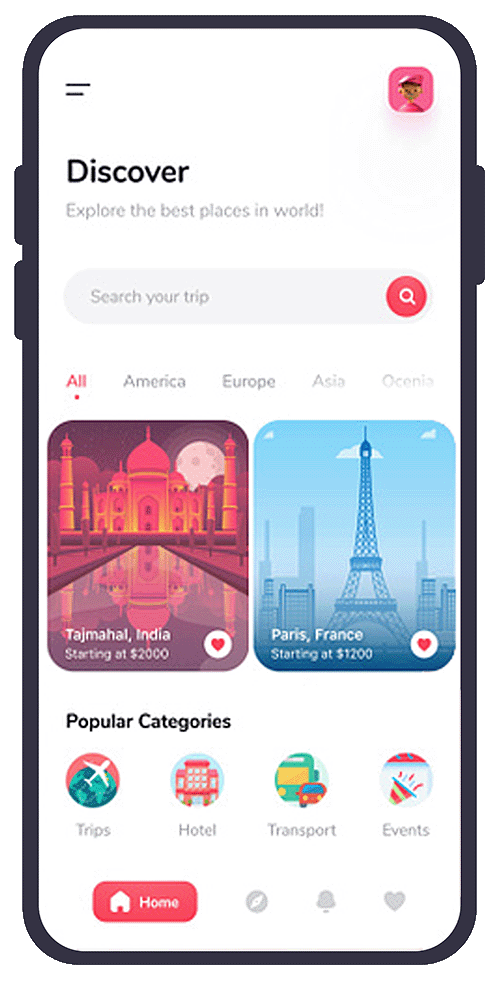 Discover
Explore the best places in world!
Search your trip
All America Europe Asia Ocenia
Tajmahal, India
Starting at $2000
Paris, France
Starting at $1200
Popular Categories
Trips Hotel Transport Events
Home